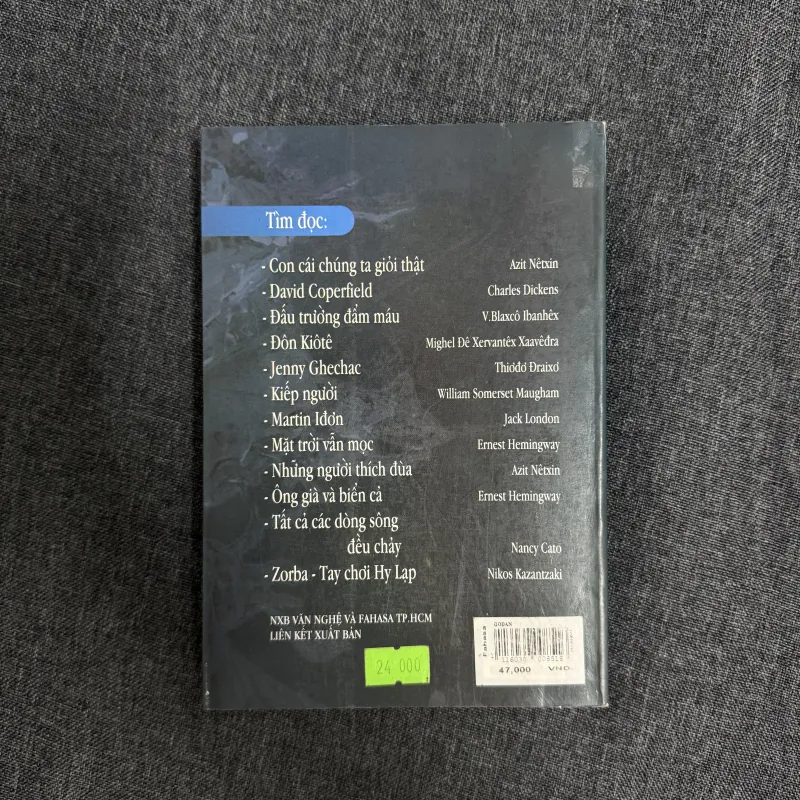 Tìm đọc:
- Con cái chúng ta giỏi thật Azit Nêtxin
- David Coperfield Charles Dickens
- Đấu trường đẩm máu V.Blaxcô Ibanhêx
- Đôn Kiôtê Mighel Đê Xervantêx Xaavêđra
- Jenny Ghechac Thiơđơ Đraixơ
- Kiếp người William Somerset Maugham
- Martin Iđơn Jack London
- Mặt trời vẫn mọc Ernest Hemingway
- Những người thích đùa Azit Nêtxin
- Ông già và biển cả Ernest Hemingway
- Tất cả các dòng sông
đều chảy Nancy Cato
- Zorba - Tay chơi Hy Lạp Nikos Kazantzaki
NXB VĂN NGHỆ VÀ FAHASA TP.HCM
LIÊN KẾT XUẤT BẢN
24 000
Fahasa
47,000 VND